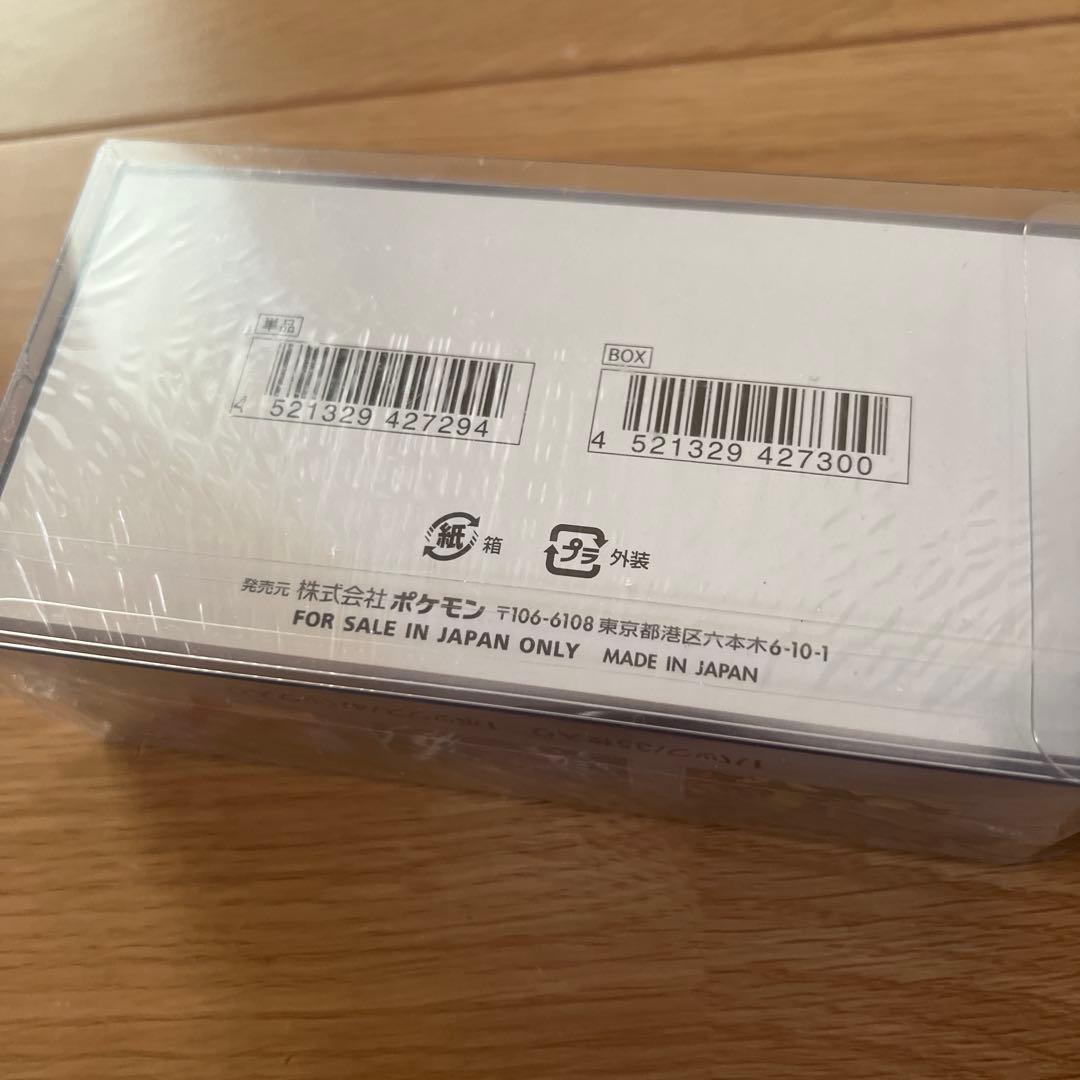 単品
4 521329 427294
BOX
4 521329 427300
紙 箱
プラ 外装
発売元 株式会社 ポケモン 〒106-6108 東京都港区六本木6-10-1
FOR SALE IN JAPAN ONLY MADE IN JAPAN